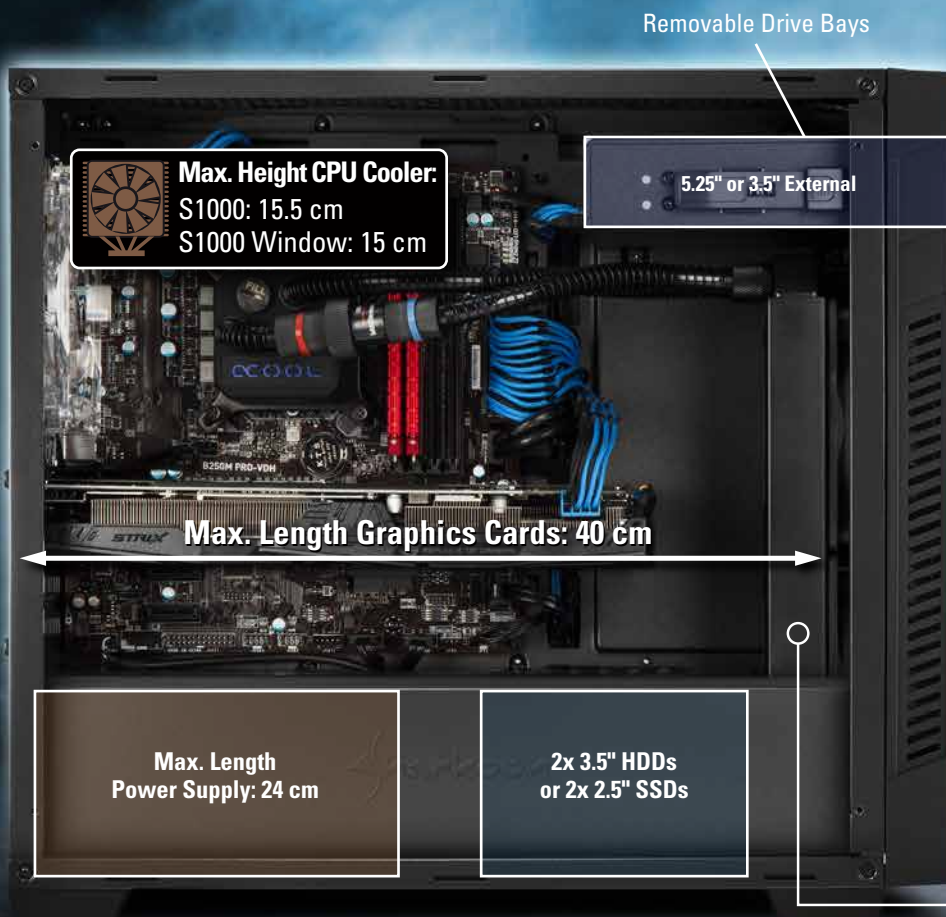 Removable Drive Bays
Max. Height CPU Cooler:
S1000: 15.5 cm
S1000 Window: 15 cm
5.25" or 3.5" External
FILL
B250M PRO-VDH
STRIX
Max. Length Graphics Cards: 40 cm
Max. Length
Power Supply: 24 cm
2x 3.5" HDDs
or 2x 2.5" SSDs